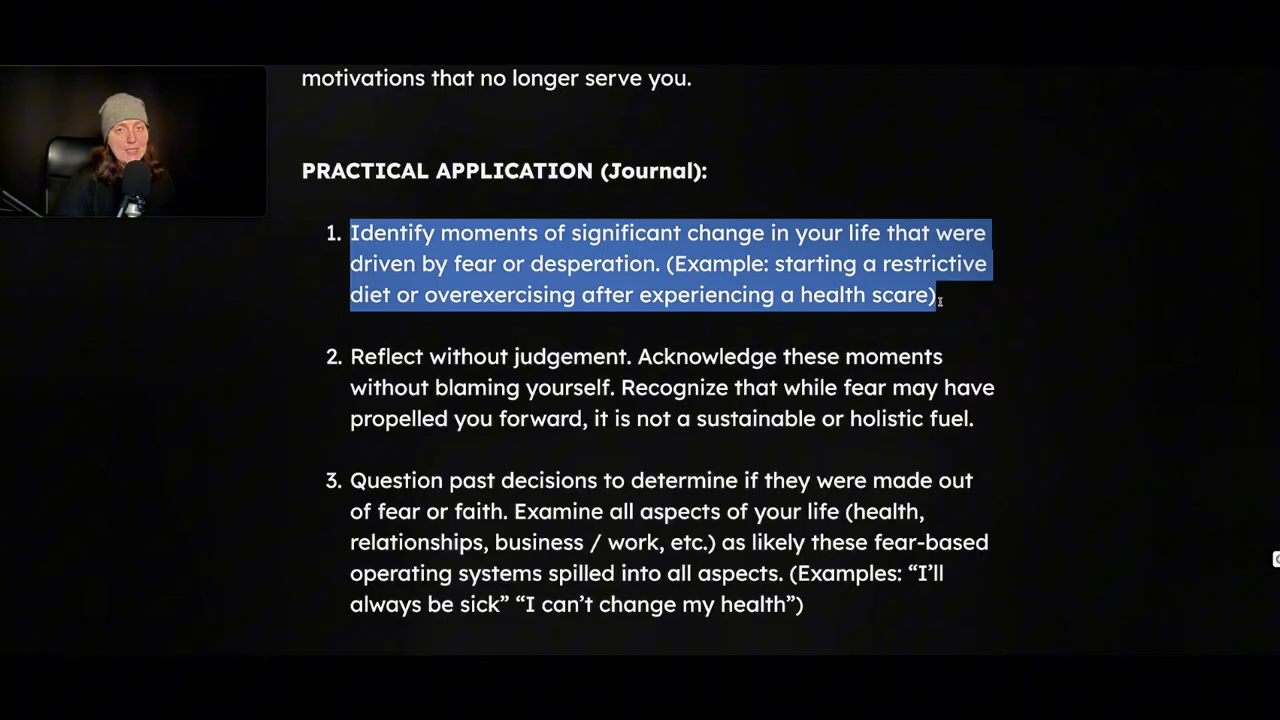 motivations that no longer serve you.
PRACTICAL APPLICATION (Journal):
1. Identify moments of significant change in your life that were
driven by fear or desperation. (Example: starting a restrictive
diet or overexercising after experiencing a health scare)
2. Reflect without judgement. Acknowledge these moments
without blaming yourself. Recognize that while fear may have
propelled you forward, it is not a sustainable or holistic fuel.
3. Question past decisions to determine if they were made out
of fear or faith. Examine all aspects of your life (health,
relationships, business / work, etc.) as likely these fear-based
operating systems spilled into all aspects. (Examples: “I’ll
always be sick” “I can’t change my health”)